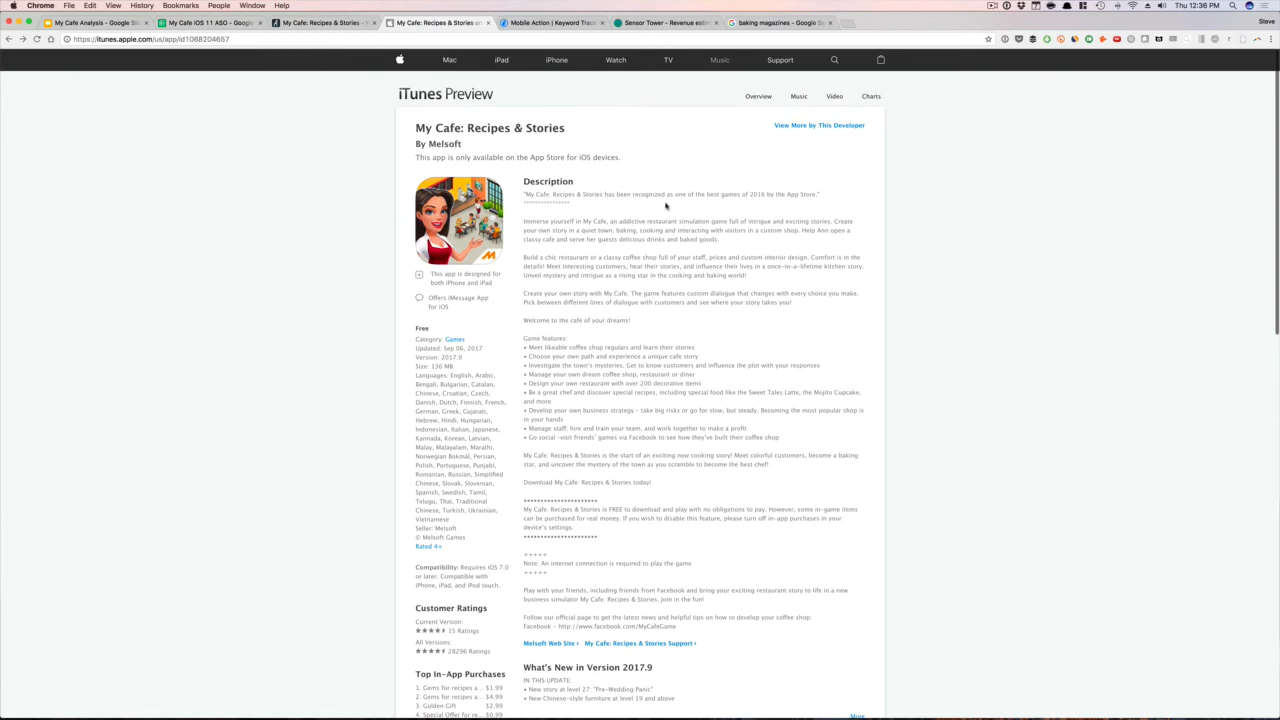 Chrome File Edit View History Bookmarks People Window Help
Thu 12:36 PM
My Cafe Analysis - Google Sli
My Cafe iOS 11 ASO - Google
My Cafe: Recipes & Stories -
My Cafe: Recipes & Stories on
Mobile Action | Keyword Track
Sensor Tower - Revenue estim
baking magazines - Google Se
Steve
https://itunes.apple.com/us/app/id1068204657
Mac iPad iPhone Watch TV Music Support
iTunes Preview
Overview Music Video Charts
My Cafe: Recipes & Stories
View More by This Developer
By Melsoft
This app is only available on the App Store for iOS devices.
This app is designed for
both iPhone and iPad
Offers iMessage App
for iOS
Free
Category: Games
Updated: Sep 06, 2017
Version: 2017.9
Size: 136 MB
Languages: English, Arabic,
Bengali, Bulgarian, Catalan,
Chinese, Croatian, Czech,
Danish, Dutch, Finnish, French,
German, Greek, Gujarati,
Hebrew, Hindi, Hungarian,
Indonesian, Italian, Japanese,
Kannada, Korean, Latvian,
Malay, Malayalam, Marathi,
Norwegian Bokmål, Persian,
Polish, Portuguese, Punjabi,
Romanian, Russian, Simplified
Chinese, Slovak, Slovenian,
Spanish, Swedish, Tamil,
Telugu, Thai, Traditional
Chinese, Turkish, Ukrainian,
Vietnamese
Seller: Melsoft
© Melsoft Games
Rated 4+
Compatibility: Requires iOS 7.0
or later. Compatible with
iPhone, iPad, and iPod touch.
Customer Ratings
Current Version:
15 Ratings
All Versions:
28296 Ratings
Top In-App Purchases
1. Gems for recipes a... $1.99
2. Gems for recipes a... $4.99
3. Golden Gift $2.99
4. Special Offer for re... $0.99
Description
"My Cafe: Recipes & Stories has been recognized as one of the best games of 2016 by the App Store."
****************
Immerse yourself in My Cafe, an addictive restaurant simulation game full of intrigue and exciting stories. Create
your own story in a quiet town, baking, cooking and interacting with visitors in a custom shop. Help Ann open a
classy cafe and serve her guests delicious drinks and baked goods.
Build a chic restaurant or a classy coffee shop full of your staff, prices and custom interior design. Comfort is in the
details! Meet interesting customers, hear their stories, and influence their lives in a once-in-a-lifetime kitchen story.
Unveil mystery and intrigue as a rising star in the cooking and baking world!
Create your own story with My Cafe. The game features custom dialogue that changes with every choice you make.
Pick between different lines of dialogue with customers and see where your story takes you!
Welcome to the cafe of your dreams!
Game features:
• Meet likeable coffee shop regulars and learn their stories
• Choose your own path and experience a unique cafe story
• Investigate the town's mysteries. Get to know customers and influence the plot with your responses
• Manage your own dream coffee shop, restaurant or diner
• Design your own restaurant with over 200 decorative items
• Be a great chef and discover special recipes, including special food like the Sweet Tales Latte, the Mojito Cupcake,
and more
• Develop your own business strategy – take big risks or go for slow, but steady. Becoming the most popular shop is
in your hands
• Manage staff; hire and train your team, and work together to make a profit
• Go social –visit friends' games via Facebook to see how they've built their coffee shop
My Cafe: Recipes & Stories is the start of an exciting new cooking story! Meet colorful customers, become a baking
star, and uncover the mystery of the town as you scramble to become the best chef!
Download My Cafe: Recipes & Stories today!
**********************
My Cafe: Recipes & Stories is FREE to download and play with no obligations to pay. However, some in-game items
can be purchased for real money. If you wish to disable this feature, please turn off in-app purchases in your
device's settings.
**********************
+++++
Note: An internet connection is required to play the game
+++++
Play with your friends, including friends from Facebook and bring your exciting restaurant story to life in a new
business simulator My Cafe: Recipes & Stories. Join in the fun!
Follow our official page to get the latest news and helpful tips on how to develop your coffee shop:
Facebook - http://www.facebook.com/MyCafeGame
Melsoft Web Site › My Cafe: Recipes & Stories Support ›
What's New in Version 2017.9
IN THIS UPDATE:
• New story at level 27: "Pre-Wedding Panic"
• New Chinese-style furniture at level 19 and above
More